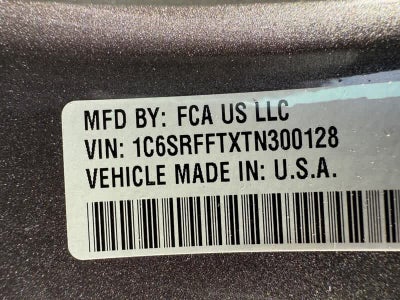 MFD BY: FCA US LLC
VIN: 1C6SRFFTXTN300128
VEHICLE MADE IN: U.S.A.